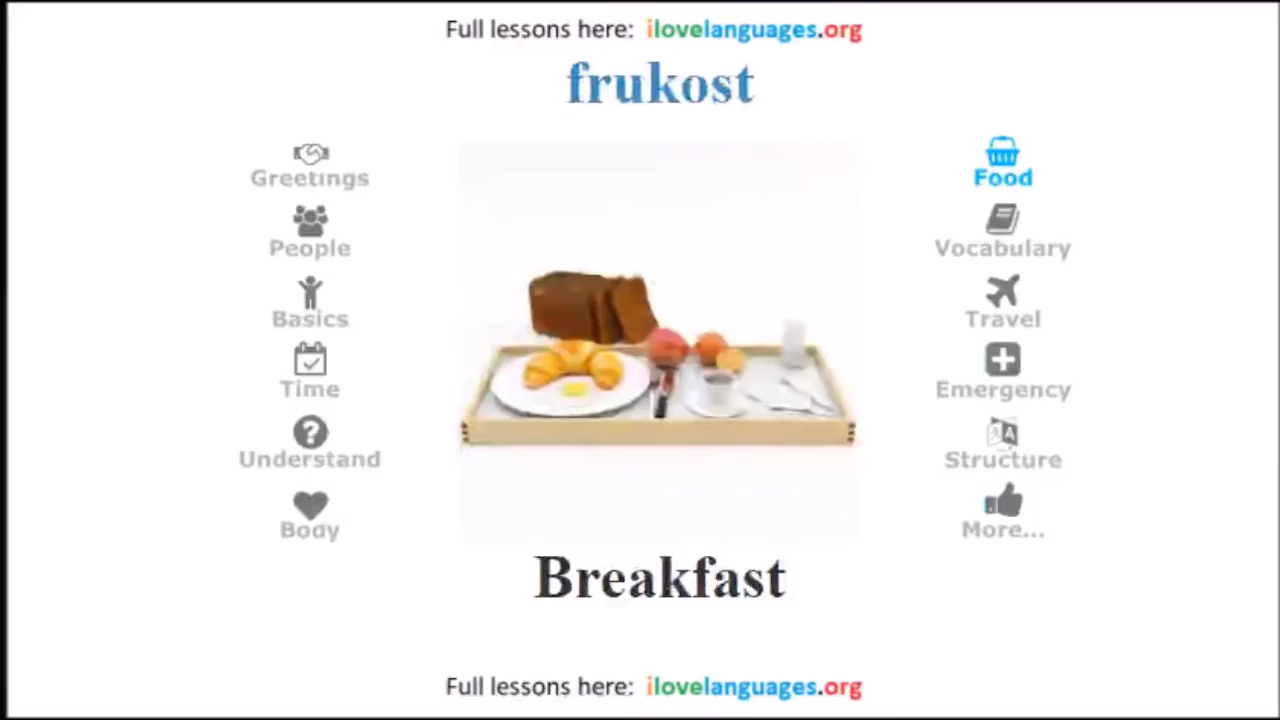 Full lessons here: ilovelanguages.org
frukost
Greetings
People
Basics
Time
Understand
Body
Food
Vocabulary
Travel
Emergency
Structure
More...
Breakfast
Full lessons here: ilovelanguages.org